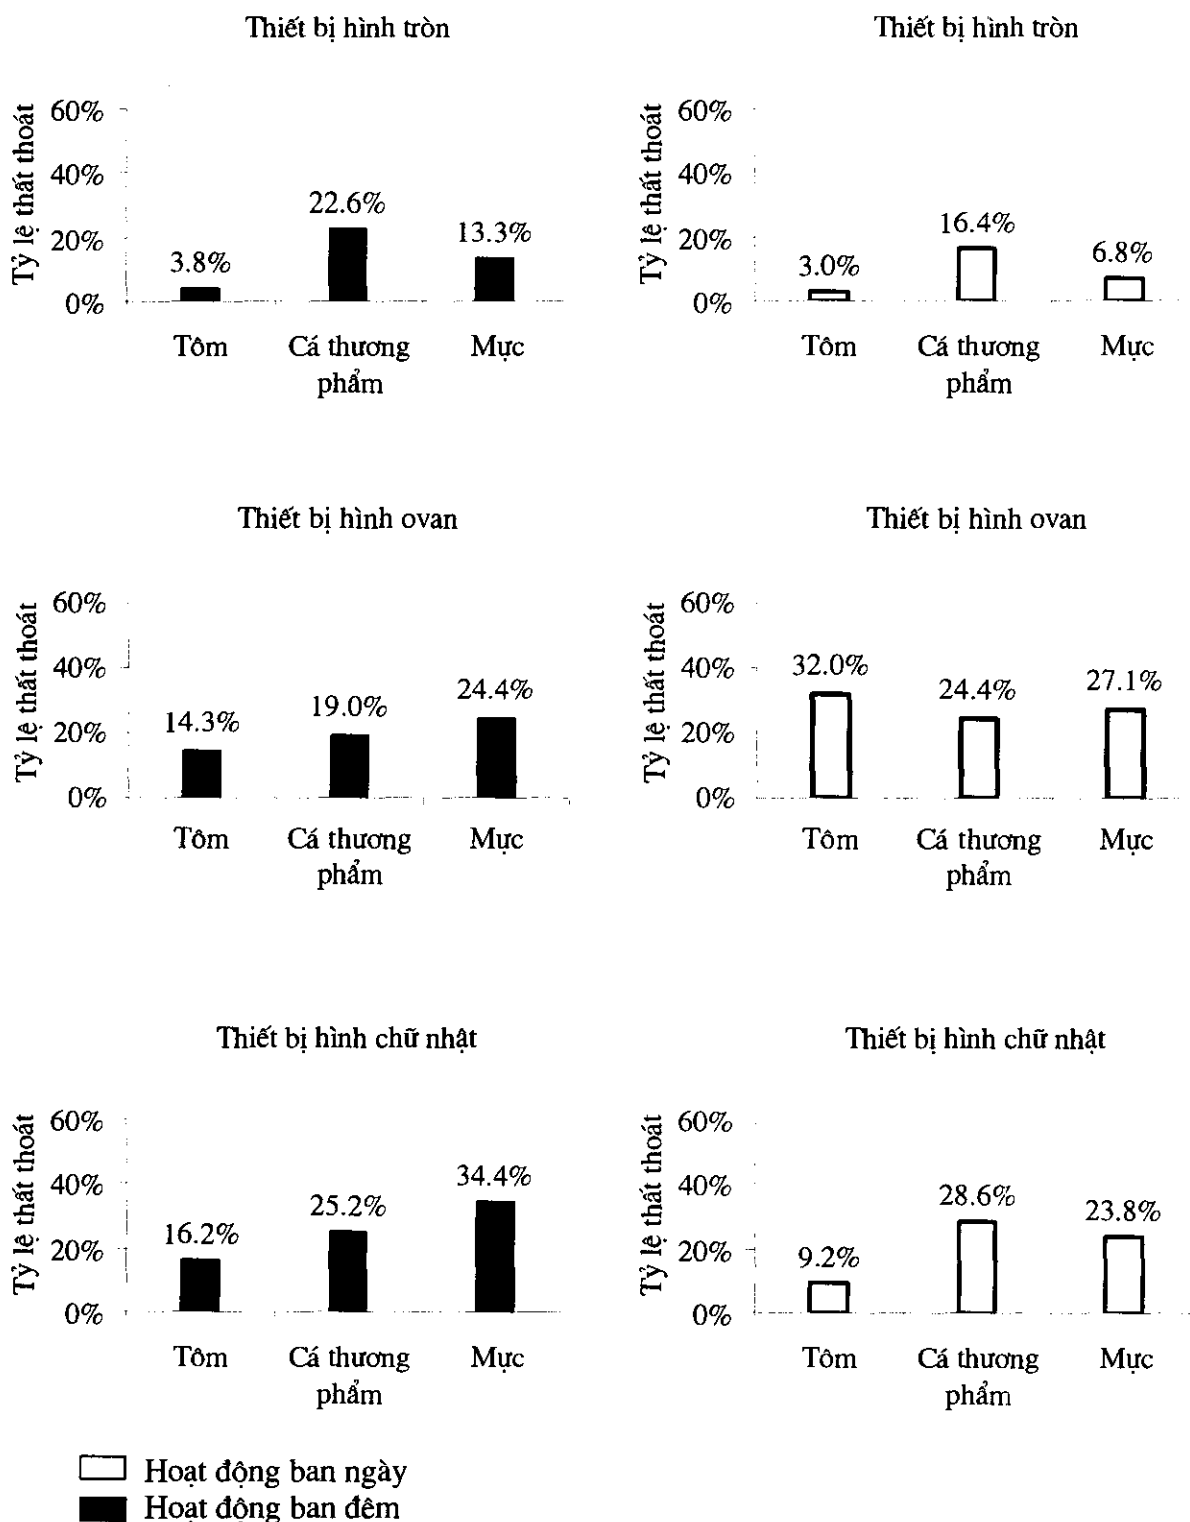 Thiết bị hình tròn
Tỷ lệ thất thoát
60%
40%
20%
0%
3.8%
22.6%
13.3%
Tôm
Cá thương
phẩm
Mực
Thiết bị hình tròn
Tỷ lệ thất thoát
60%
40%
20%
0%
3.0%
16.4%
6.8%
Tôm
Cá thương
phẩm
Mực
Thiết bị hình ovan
Tỷ lệ thất thoát
60%
40%
20%
0%
14.3%
19.0%
24.4%
Tôm
Cá thương
phẩm
Mực
Thiết bị hình ovan
Tỷ lệ thất thoát
60%
40%
20%
0%
32.0%
24.4%
27.1%
Tôm
Cá thương
phẩm
Mực
Thiết bị hình chữ nhật
Tỷ lệ thất thoát
60%
40%
20%
0%
16.2%
25.2%
34.4%
Tôm
Cá thương
phẩm
Mực
Thiết bị hình chữ nhật
Tỷ lệ thất thoát
60%
40%
20%
0%
9.2%
28.6%
23.8%
Tôm
Cá thương
phẩm
Mực
Hoạt động ban ngày
Hoạt động ban đêm